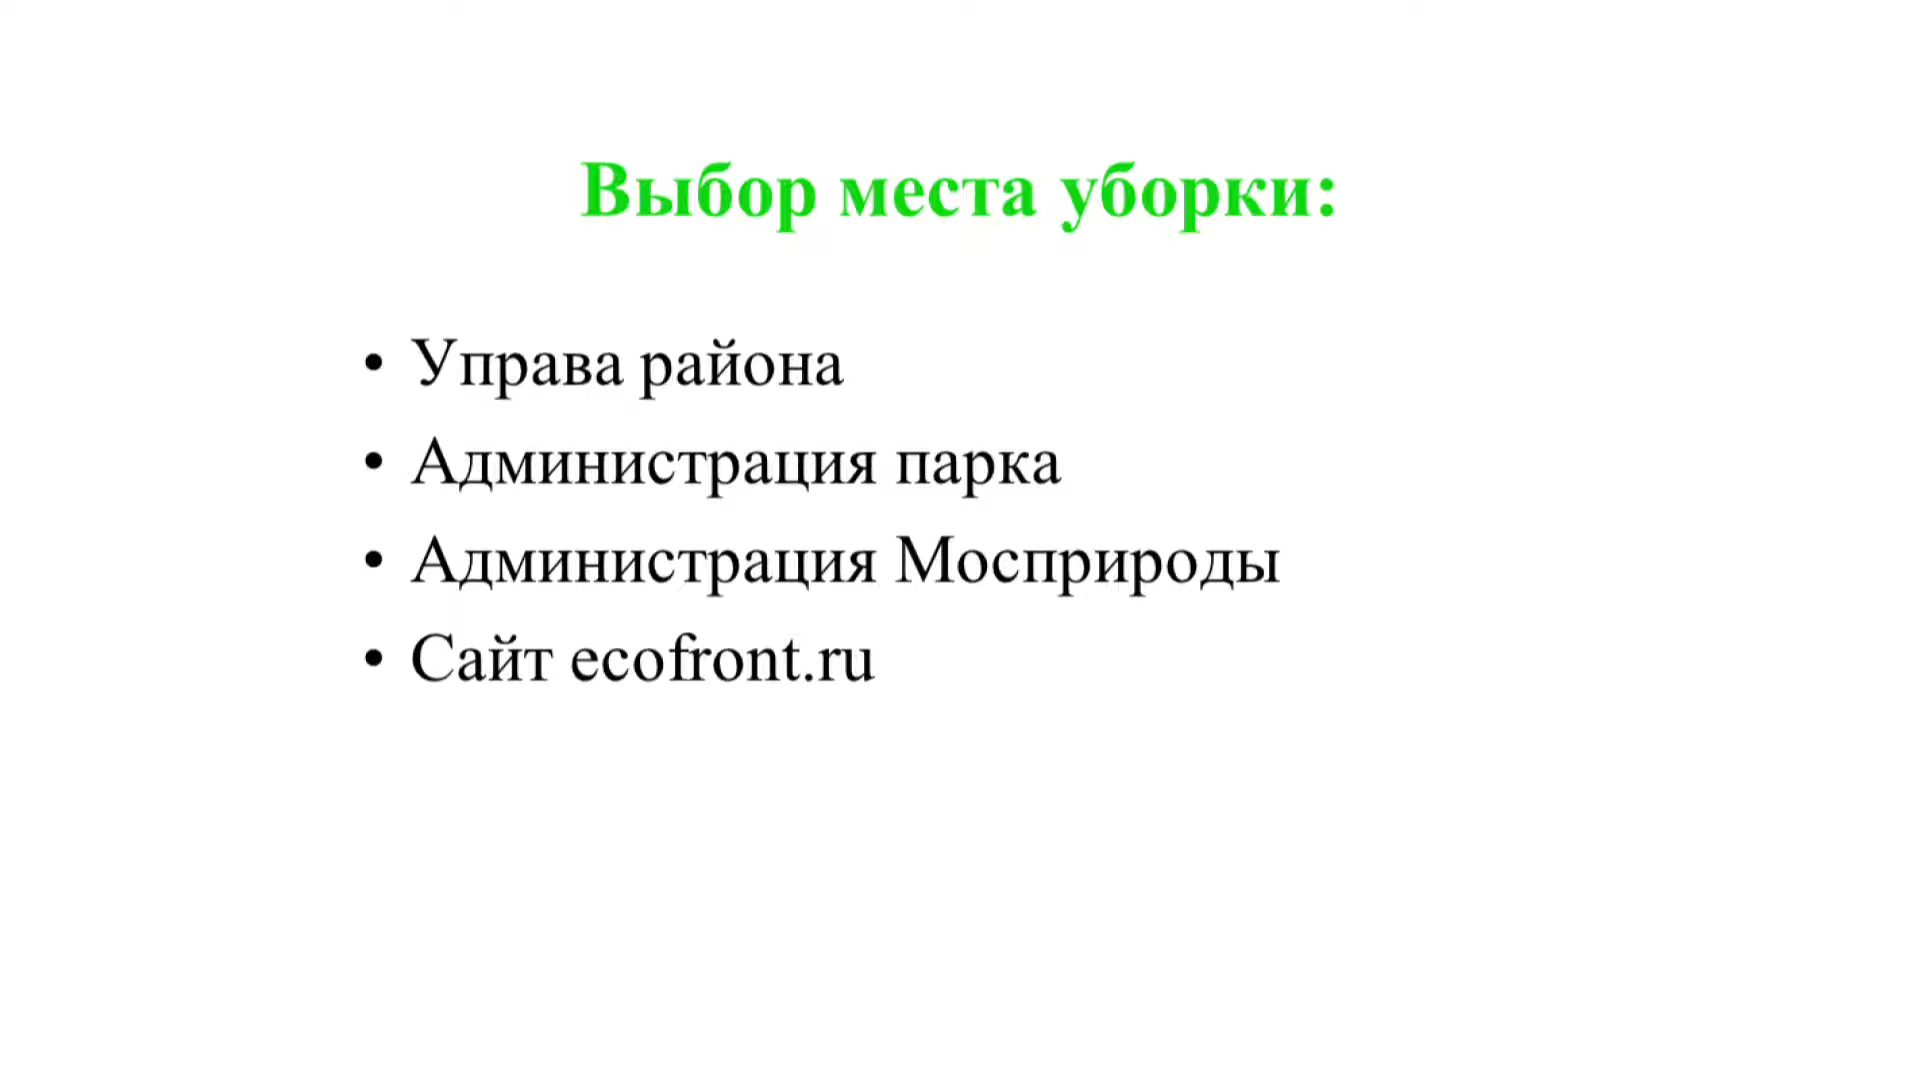 Выбор места уборки:
• Управа района
• Администрация парка
• Администрация Мосприроды
• Сайт ecofront.ru